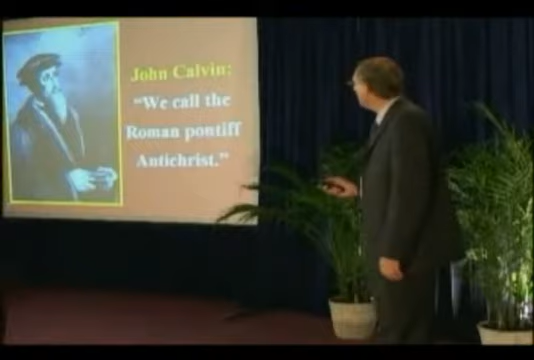 John Calvin:
“We call the
Roman pontiff
Antichrist.”